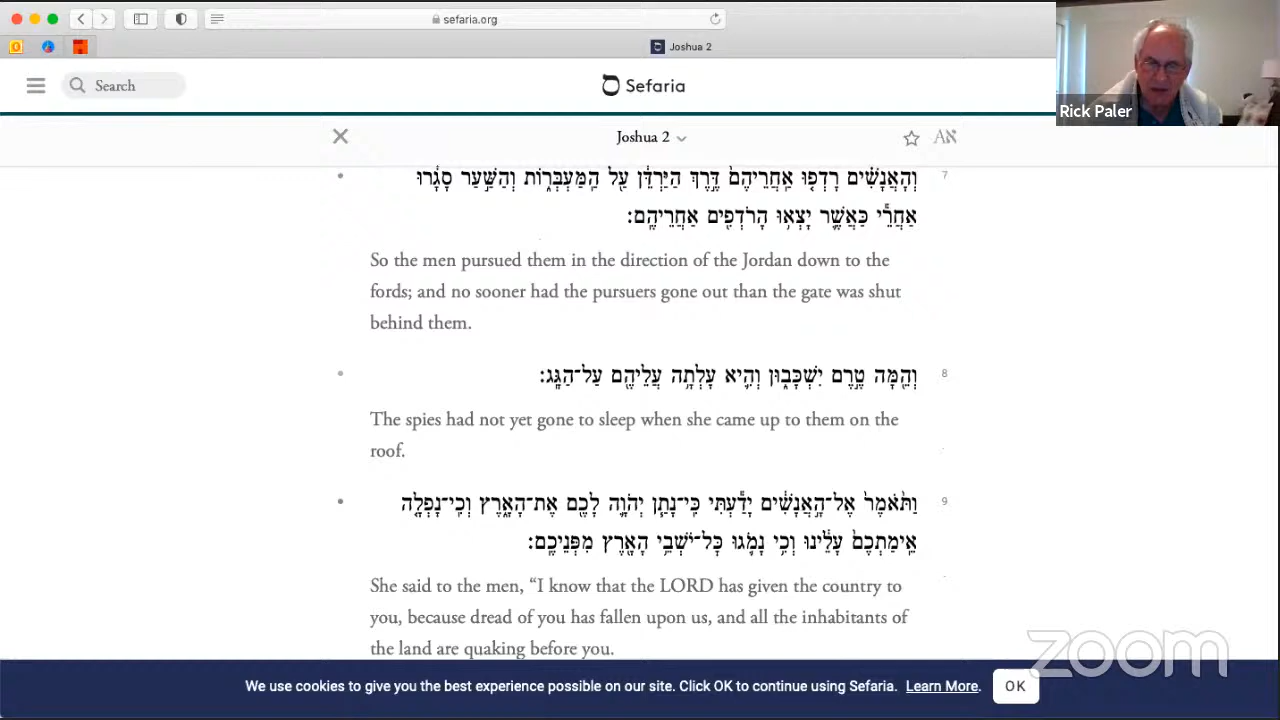 sefaria.org
Joshua 2
Search
Sefaria
Rick Paler
Joshua 2
7
וְהָאֲנָשִׁ֗ים רָדְפ֤וּ אַֽחֲרֵיהֶם֙ דֶּ֣רֶךְ הַיַּרְדֵּ֔ן עַ֖ל הַֽמַּעְבְּר֑וֹת וְהַשַּׁ֣עַר סָגָ֔רוּ
אַחֲרֵ֕י כַּאֲשֶׁ֛ר יָצְא֥וּ הָרֹדְפִ֖ים אַחֲרֵיהֶֽם׃
So the men pursued them in the direction of the Jordan down to the
fords; and no sooner had the pursuers gone out than the gate was shut
behind them.
8
וְהֵ֖מָּה טֶ֣רֶם יִשְׁכָּב֑וּן וְהִ֛יא עָלְתָ֥ה עֲלֵיהֶ֖ם עַל־הַגָּֽג׃
The spies had not yet gone to sleep when she came up to them on the
roof.
9
וַתֹּ֙אמֶר֙ אֶל־הָ֣אֲנָשִׁ֔ים יָדַ֕עְתִּי כִּֽי־נָתַ֧ן יְהֹוָ֛ה לָכֶ֖ם אֶת־הָאָ֑רֶץ וְכִֽי־נָפְלָ֤ה
אֵֽימַתְכֶם֙ עָלֵ֔ינוּ וְכִ֥י נָמֹ֛גוּ כׇּל־יֹשְׁבֵ֥י הָאָ֖רֶץ מִפְּנֵיכֶֽם׃
She said to the men, “I know that the LORD has given the country to
you, because dread of you has fallen upon us, and all the inhabitants of
the land are quaking before you.
zoom
We use cookies to give you the best experience possible on our site. Click OK to continue using Sefaria. Learn More. OK